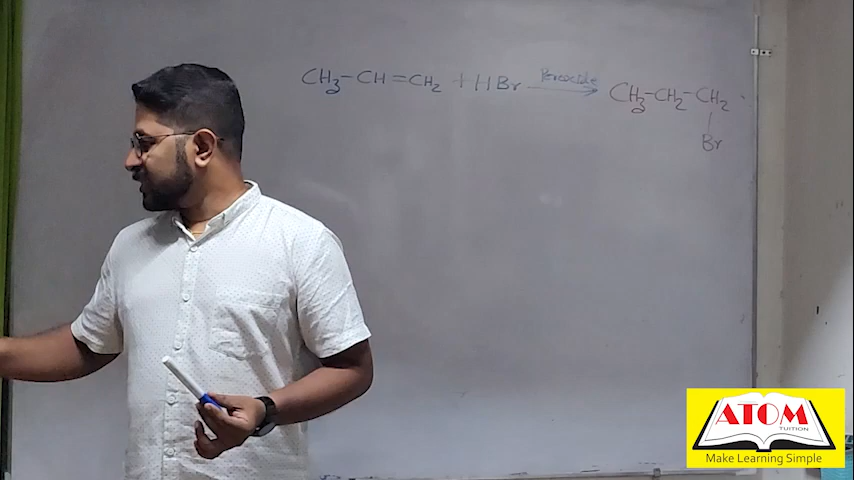 CH₃-CH=CH₂ + HBr Peroxide → CH₃-CH₂-CH₂
|
Br
ATOM
TUITION
Make Learning Simple